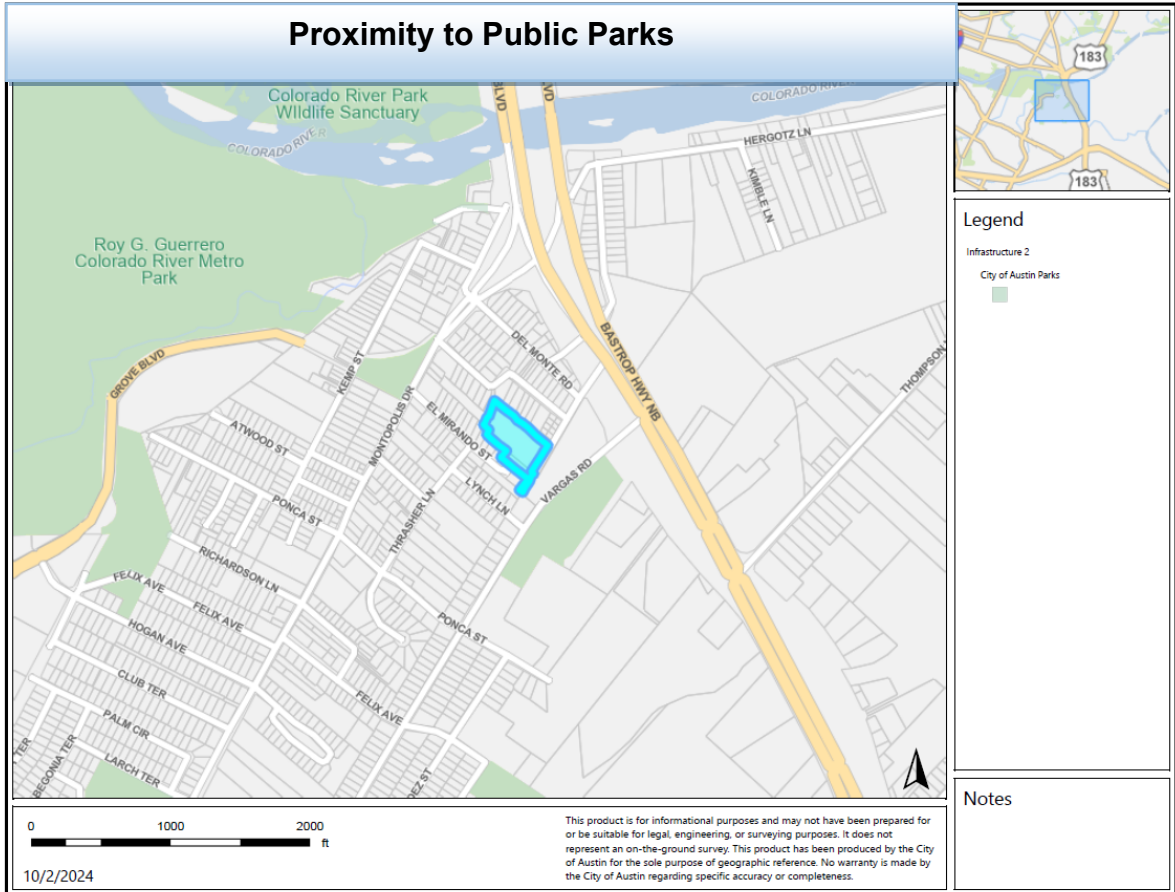 Proximity to Public Parks
183
183
Colorado River Park
Wildlife Sanctuary
COLORADO RIVER
COLORADO RIVER
BLVD
BLVD
HERGOTZ LN
KIMBLE LN
Roy G. Guerrero
Colorado River Metro
Park
GROVE BLVD
KEMP ST
MONTOPOLIS DR
DEL MONTE RD
BASTROP HWY NB
THOMPSON
ATWOOD ST
EL MIRANDO ST
LYNCH LN
VARGAS RD
PONCA ST
THRASHER LN
RICHARDSON LN
FELIX AVE
FELIX AVE
HOGAN AVE
PONCA ST
CLUB TER
FELIX AVE
PALM CIR
LARCH TER
BEGONIA TER
TER
DEZ ST
Legend
Infrastructure 2
City of Austin Parks
Notes
0 1000 2000
ft
10/2/2024
This product is for informational purposes and may not have been prepared for
or be suitable for legal, engineering, or surveying purposes. It does not
represent an on-the-ground survey. This product has been produced by the City
of Austin for the sole purpose of geographic reference. No warranty is made by
the City of Austin regarding specific accuracy or completeness.